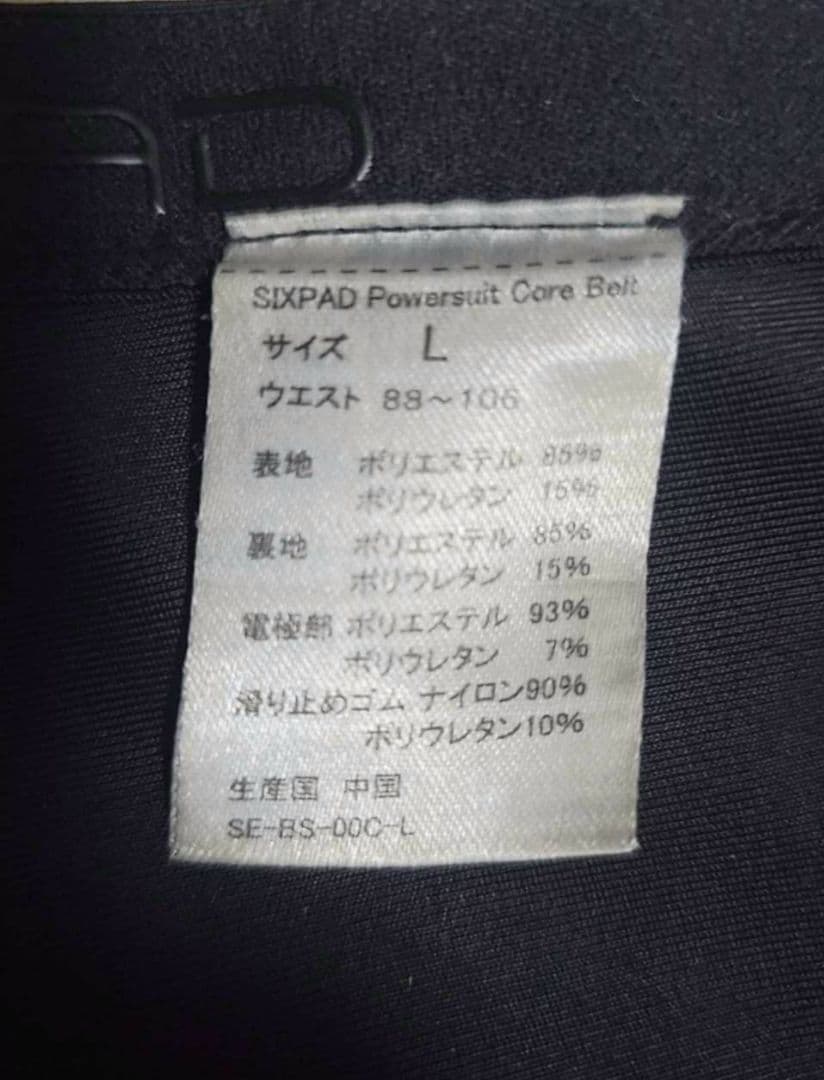 AD
SIXPAD Powersuit Core Belt
サイズ L
ウエスト 88～106
表地 ポリエステル 85%
ポリウレタン 15%
裏地 ポリエステル 85%
ポリウレタン 15%
電極部 ポリエステル 93%
ポリウレタン 7%
滑り止めゴム ナイロン90%
ポリウレタン10%
生産国 中国
SE-BS-00C-L